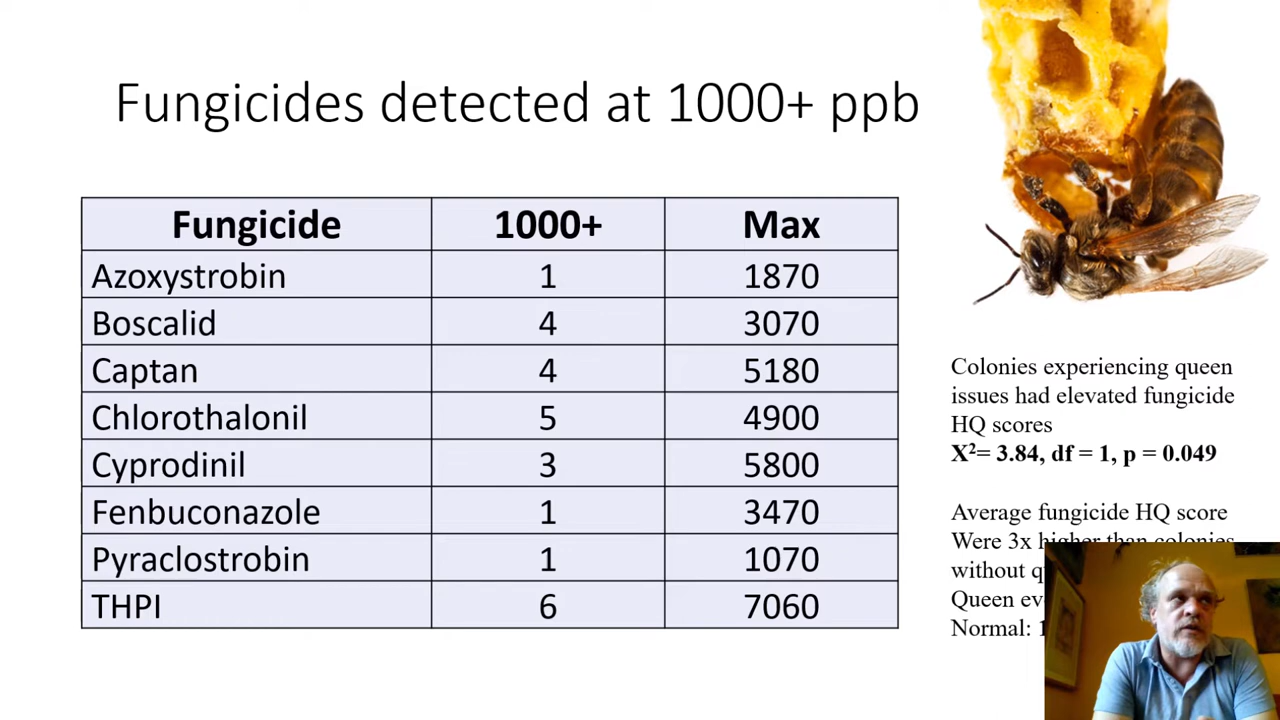 Fungicides detected at 1000+ ppb
Fungicide 1000+ Max
Azoxystrobin 1 1870
Boscalid 4 3070
Captan 4 5180
Chlorothalonil 5 4900
Cyprodinil 3 5800
Fenbuconazole 1 3470
Pyraclostrobin 1 1070
THPI 6 7060
Colonies experiencing queen
issues had elevated fungicide
HQ scores
X²= 3.84, df = 1, p = 0.049
Average fungicide HQ score
Were 3x higher than colonies
without
Queen
Normal: